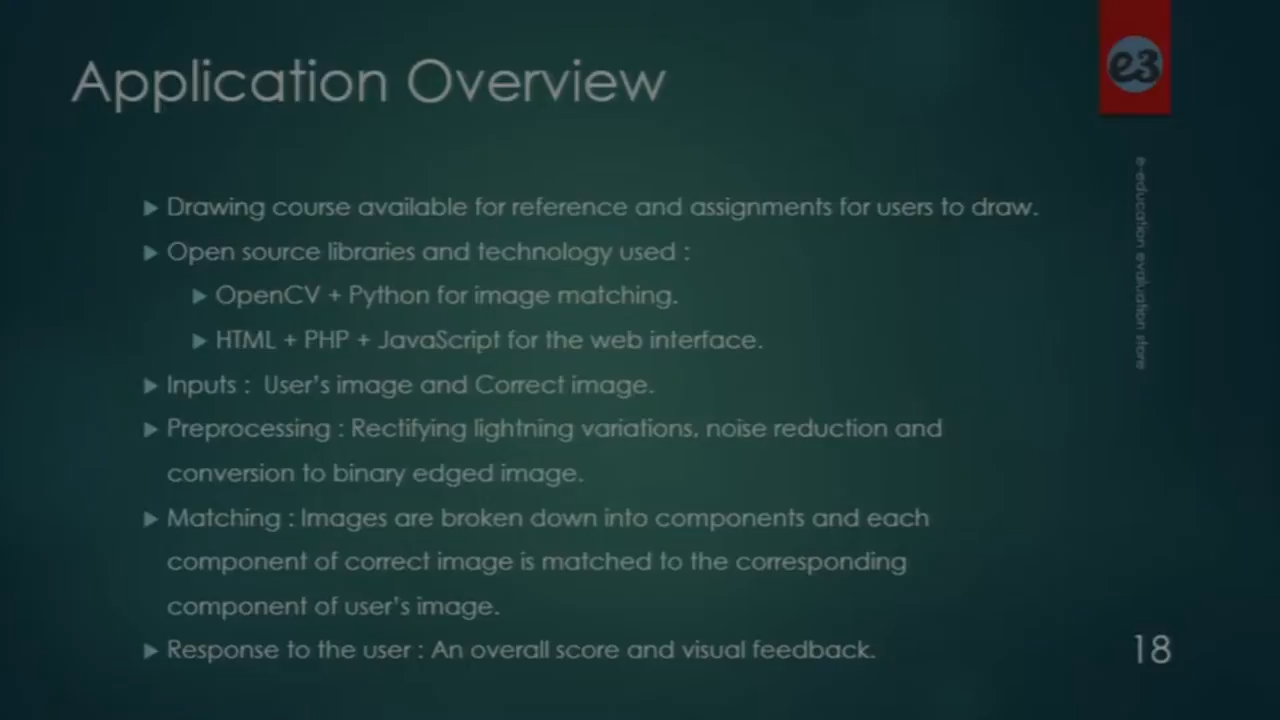 Application Overview
e3
e-education evaluation store
Drawing course available for reference and assignments for users to draw.
Open source libraries and technology used :
OpenCV + Python for image matching.
HTML + PHP + JavaScript for the web interface.
Inputs : User's image and Correct image.
Preprocessing : Rectifying lightning variations, noise reduction and
conversion to binary edged image.
Matching : Images are broken down into components and each
component of correct image is matched to the corresponding
component of user's image.
Response to the user : An overall score and visual feedback.
18